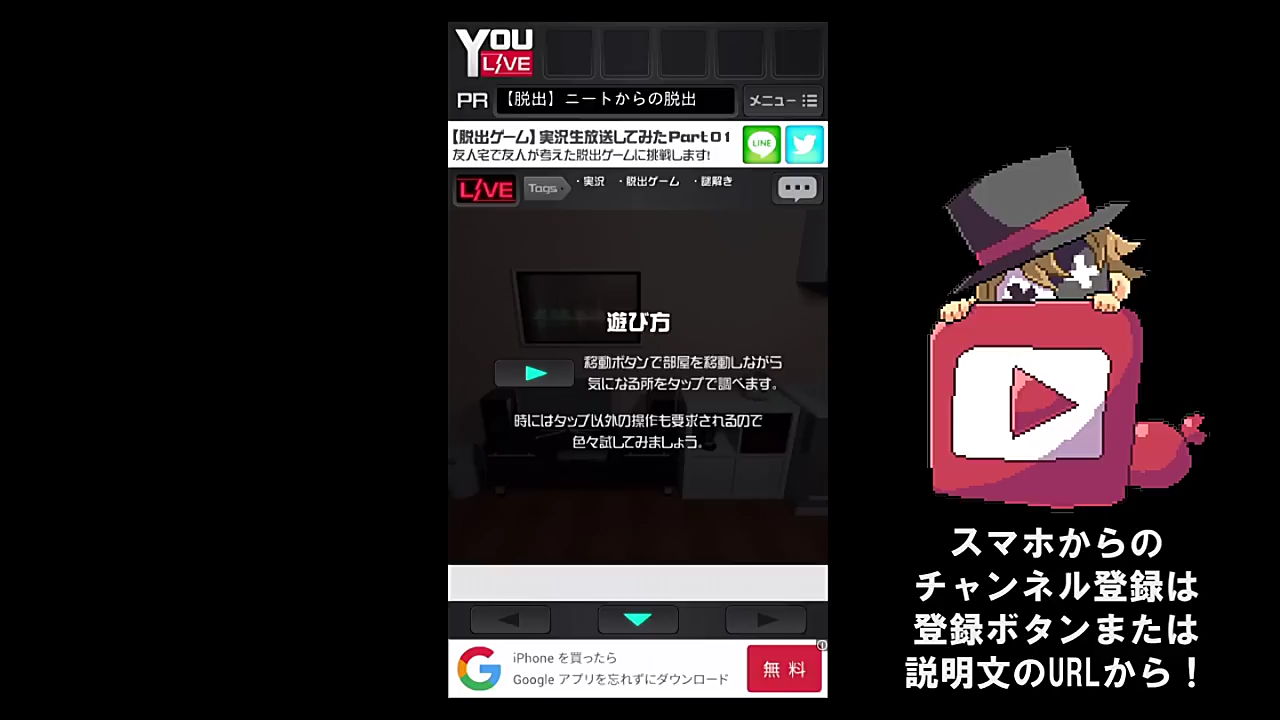 YOU
LIVE
PR 【脱出】ニートからの脱出 メニュー
【脱出ゲーム】実況生放送してみたPart01
友人宅で友人が考えた脱出ゲームに挑戦します!
LINE
LIVE Tags ・実況 ・脱出ゲーム ・謎解き
遊び方
移動ボタンで部屋を移動しながら
気になる所をタップで調べます。
時にはタップ以外の操作も要求されるので
色々試してみましょう。
iPhone を買ったら
Google アプリを忘れずにダウンロード
無料
スマホからの
チャンネル登録は
登録ボタンまたは
説明文のURLから！